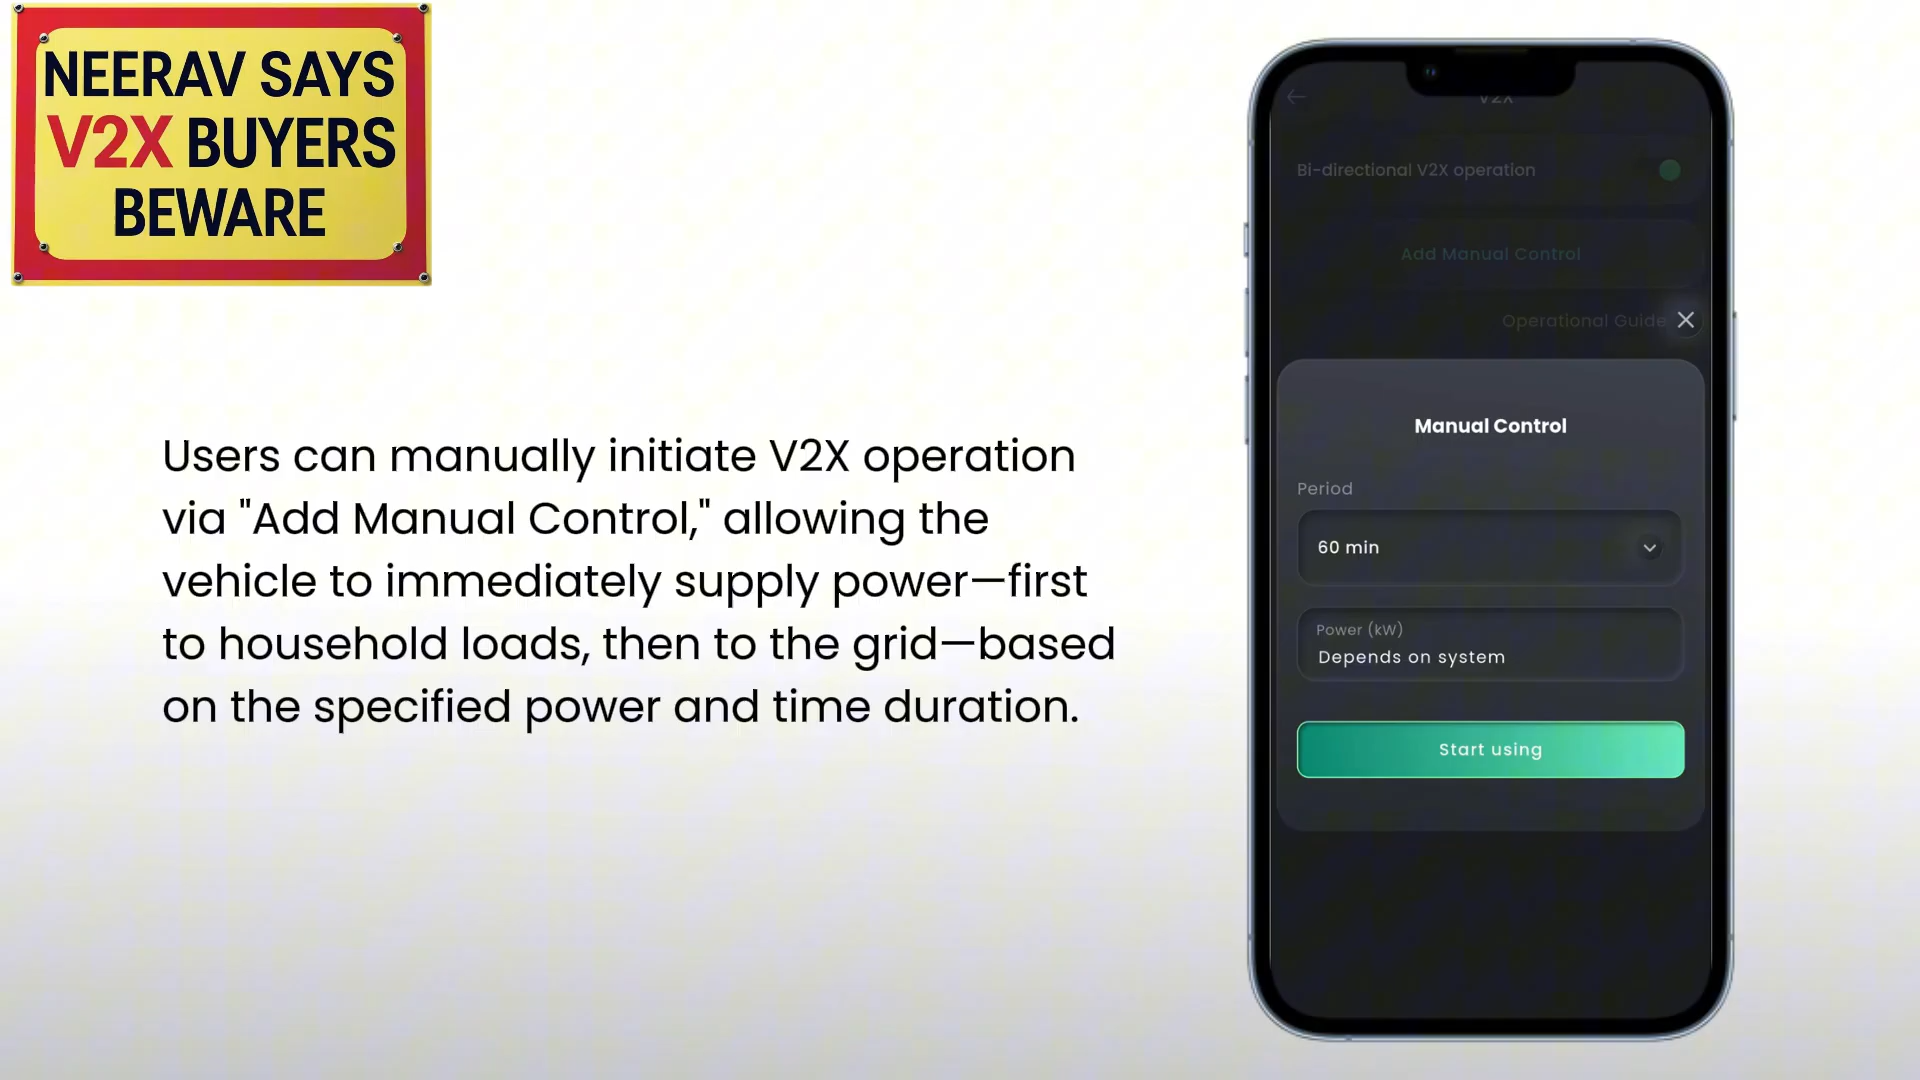 NEERAV SAYS
V2X BUYERS
BEWARE
Users can manually initiate V2X operation
via "Add Manual Control," allowing the
vehicle to immediately supply power—first
to household loads, then to the grid—based
on the specified power and time duration.
V2X
Bi-directional V2X operation
Add Manual Control
Operational Guide
Manual Control
Period
60 min
Power (kW)
Depends on system
Start using